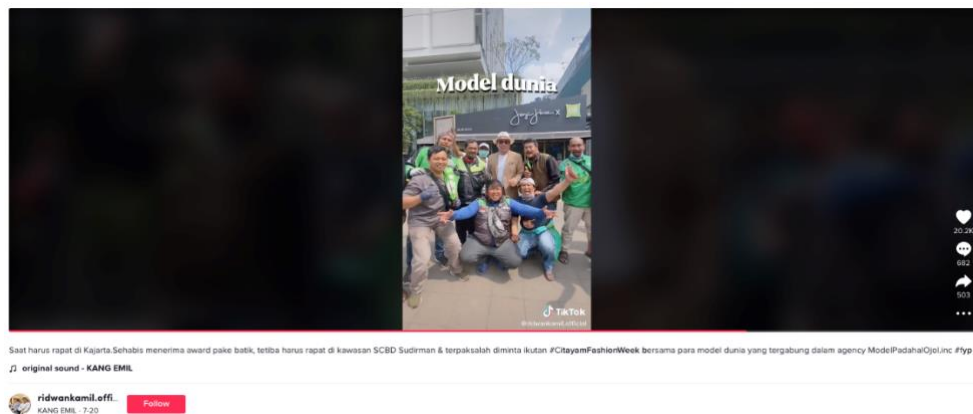 Model dunia
TikTok
@ridwankamil.official
20.2K
682
503
Saat harus rapat di Kajarta.Sehabis menerima award pake batik, tetiba harus rapat di kawasan SCBD Sudirman & terpaksalah diminta ikutan #CitayamFashionWeek bersama para model dunia yang tergabung dalam agency ModelPadahalOjol.inc #fyp
original sound - KANG EMIL
ridwankamil.offi...
KANG EMIL · 7-20
Follow